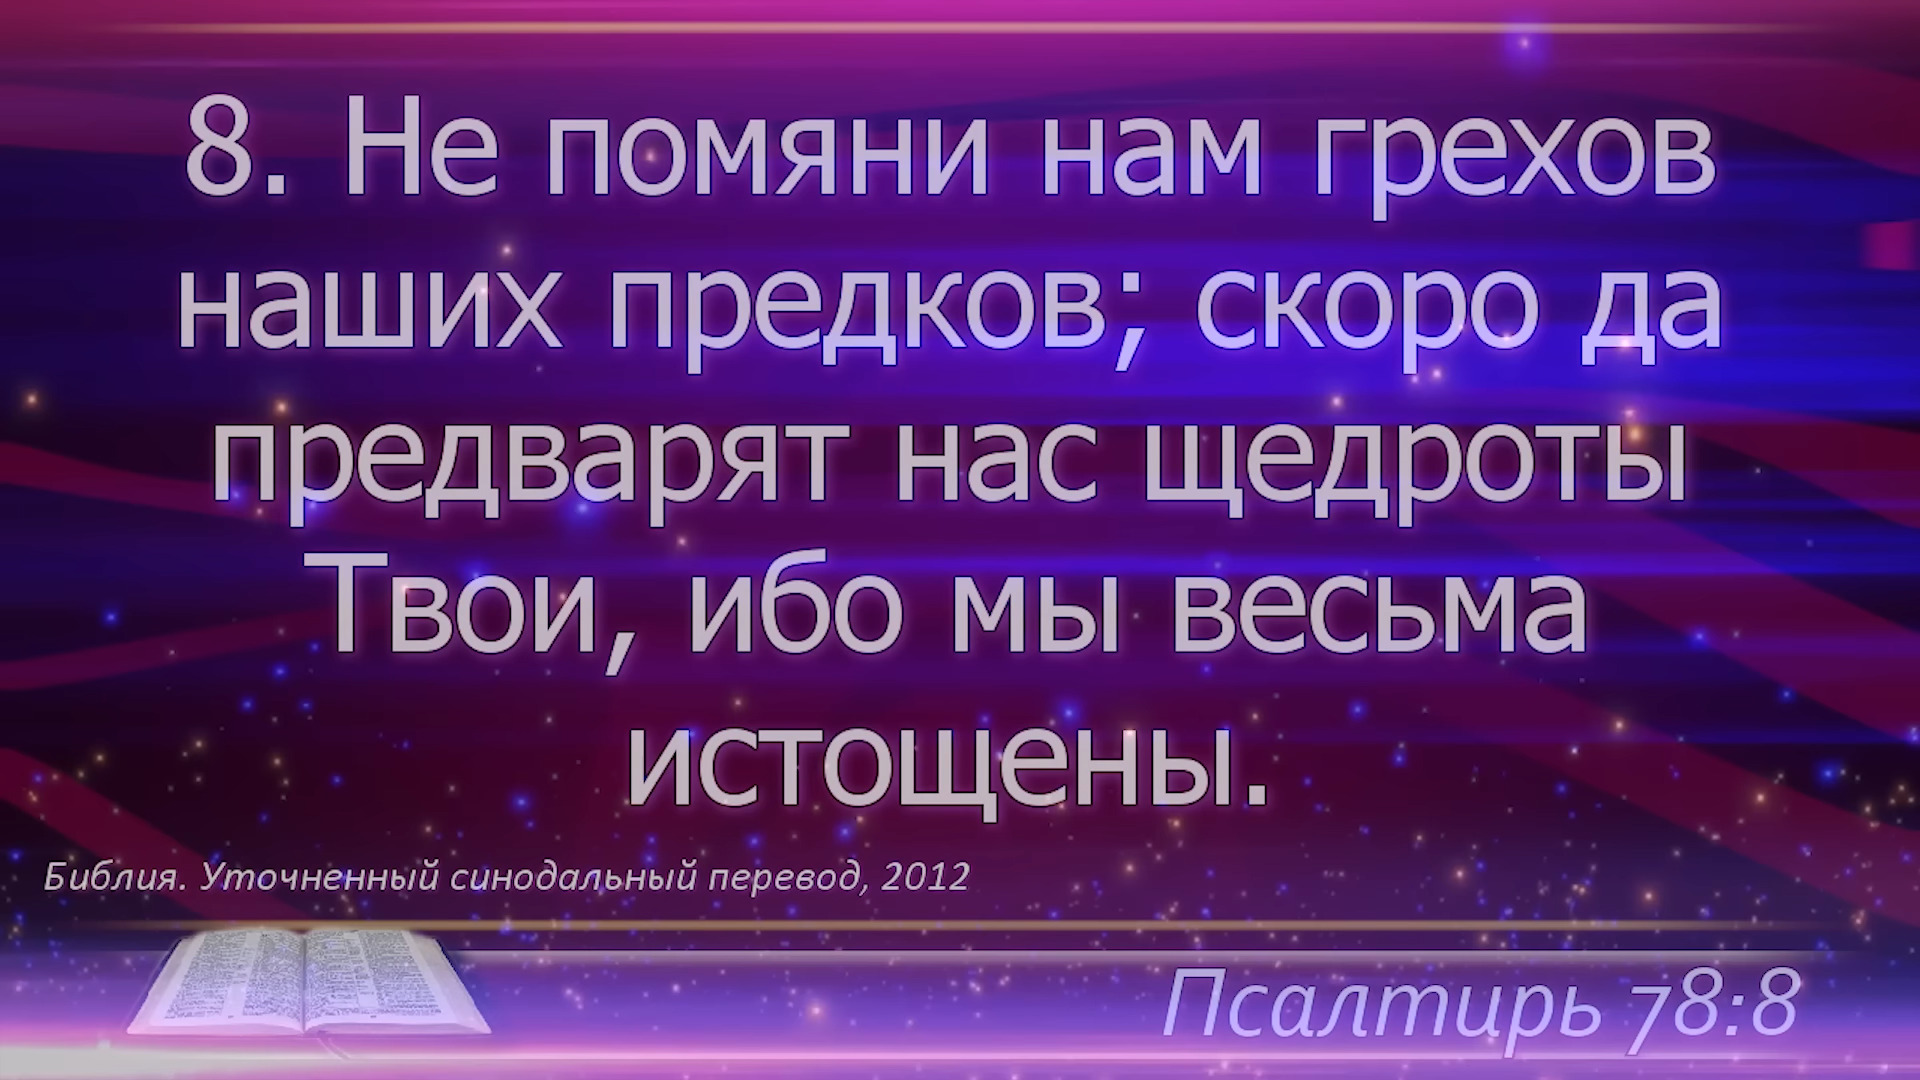 8. Не помяни нам грехов
наших предков; скоро да
предварят нас щедроты
Твои, ибо мы весьма
истощены.
Библия. Уточненный синодальный перевод, 2012
Псалтирь 78:8